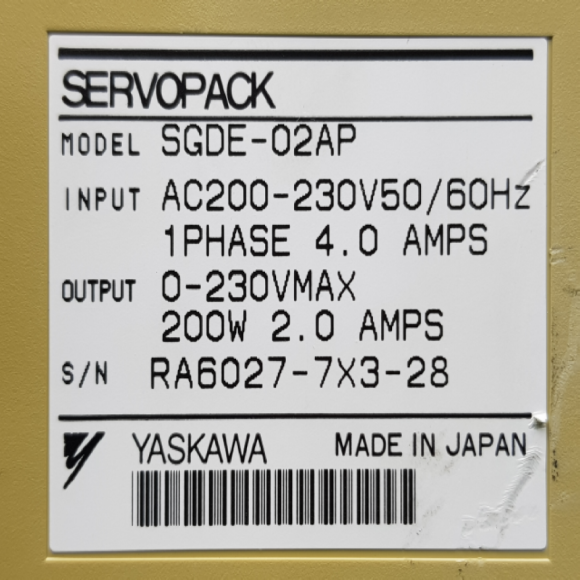 SERVOPACK
MODEL SGDE-02AP
INPUT AC200-230V50/60Hz
1PHASE 4.0 AMPS
OUTPUT 0-230VMAX
200W 2.0 AMPS
S/N RA6027-7X3-28
YASKAWA MADE IN JAPAN